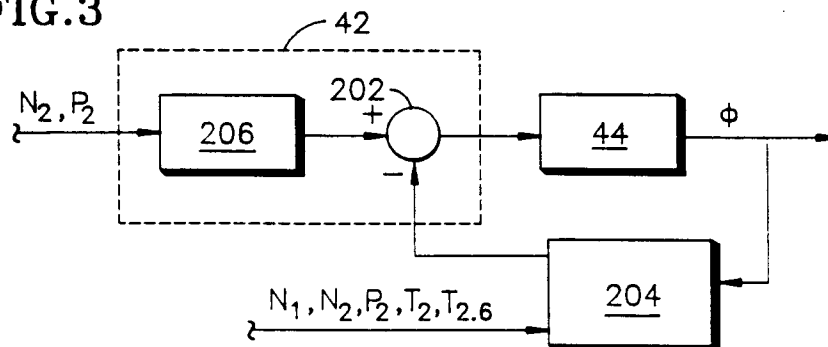 FIG.3
42
N₂, P₂
206
202
+
-
44
ϕ
N₁, N₂, P₂, T₂, T₂.₆
204